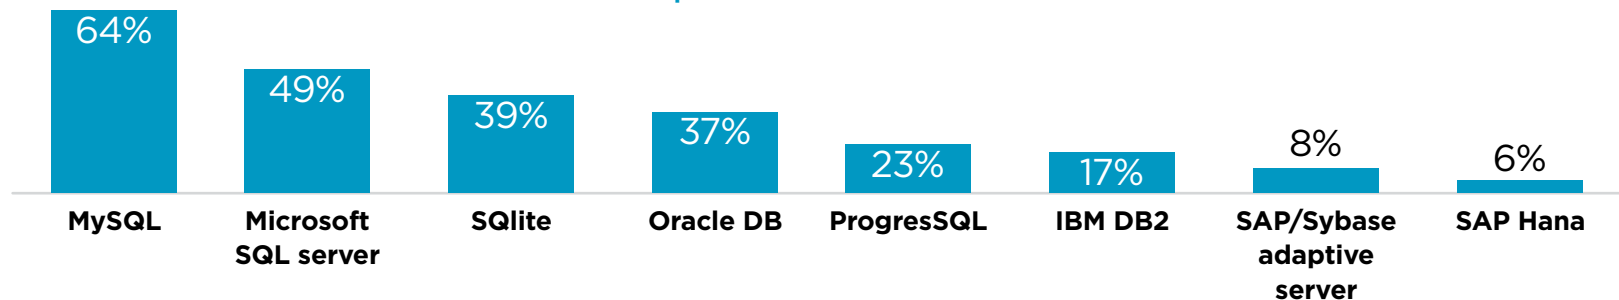 64%
49%
39%
37%
23%
17%
8%
6%
MySQL
Microsoft
SQL server
SQlite
Oracle DB
ProgresSQL
IBM DB2
SAP/Sybase
adaptive
server
SAP Hana